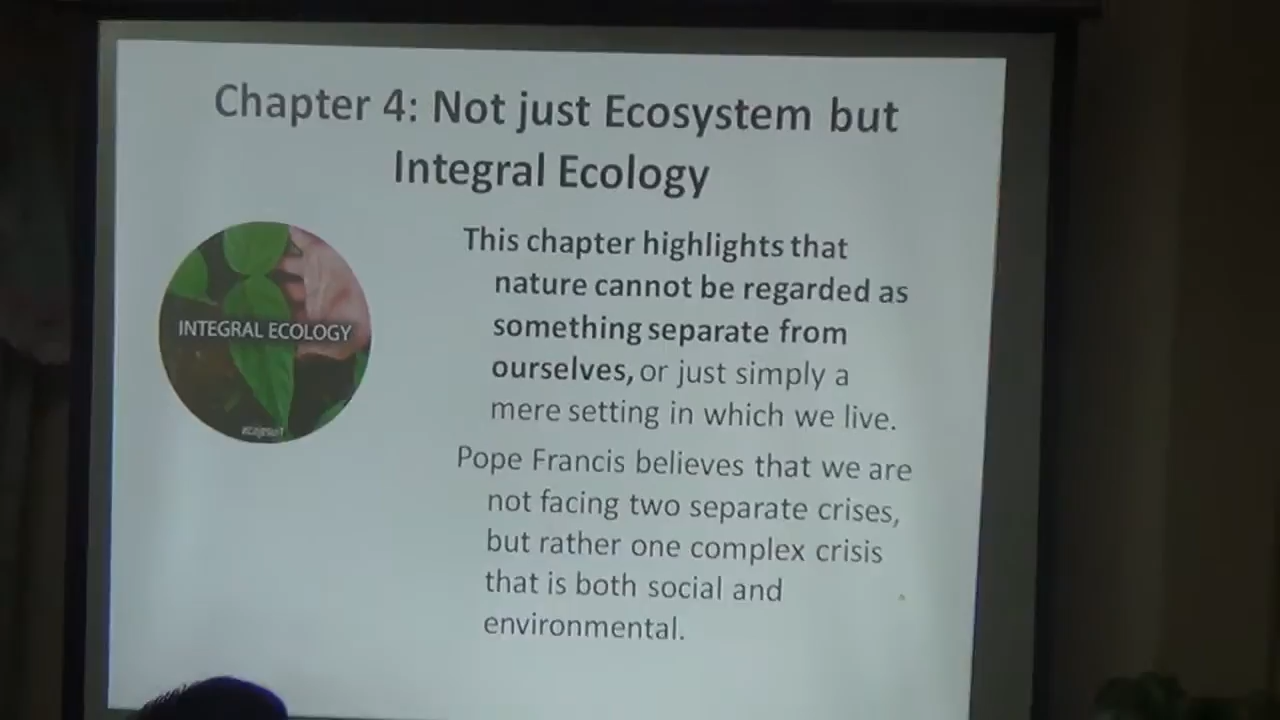 Chapter 4: Not just Ecosystem but
Integral Ecology
INTEGRAL ECOLOGY
This chapter highlights that
nature cannot be regarded as
something separate from
ourselves, or just simply a
mere setting in which we live.
Pope Francis believes that we are
not facing two separate crises,
but rather one complex crisis
that is both social and
environmental.